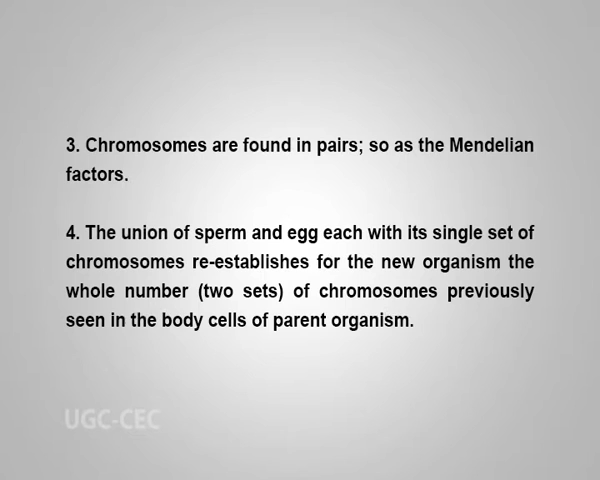 3. Chromosomes are found in pairs; so as the Mendelian
factors.
4. The union of sperm and egg each with its single set of
chromosomes re-establishes for the new organism the
whole number (two sets) of chromosomes previously
seen in the body cells of parent organism.
UGC-CEC